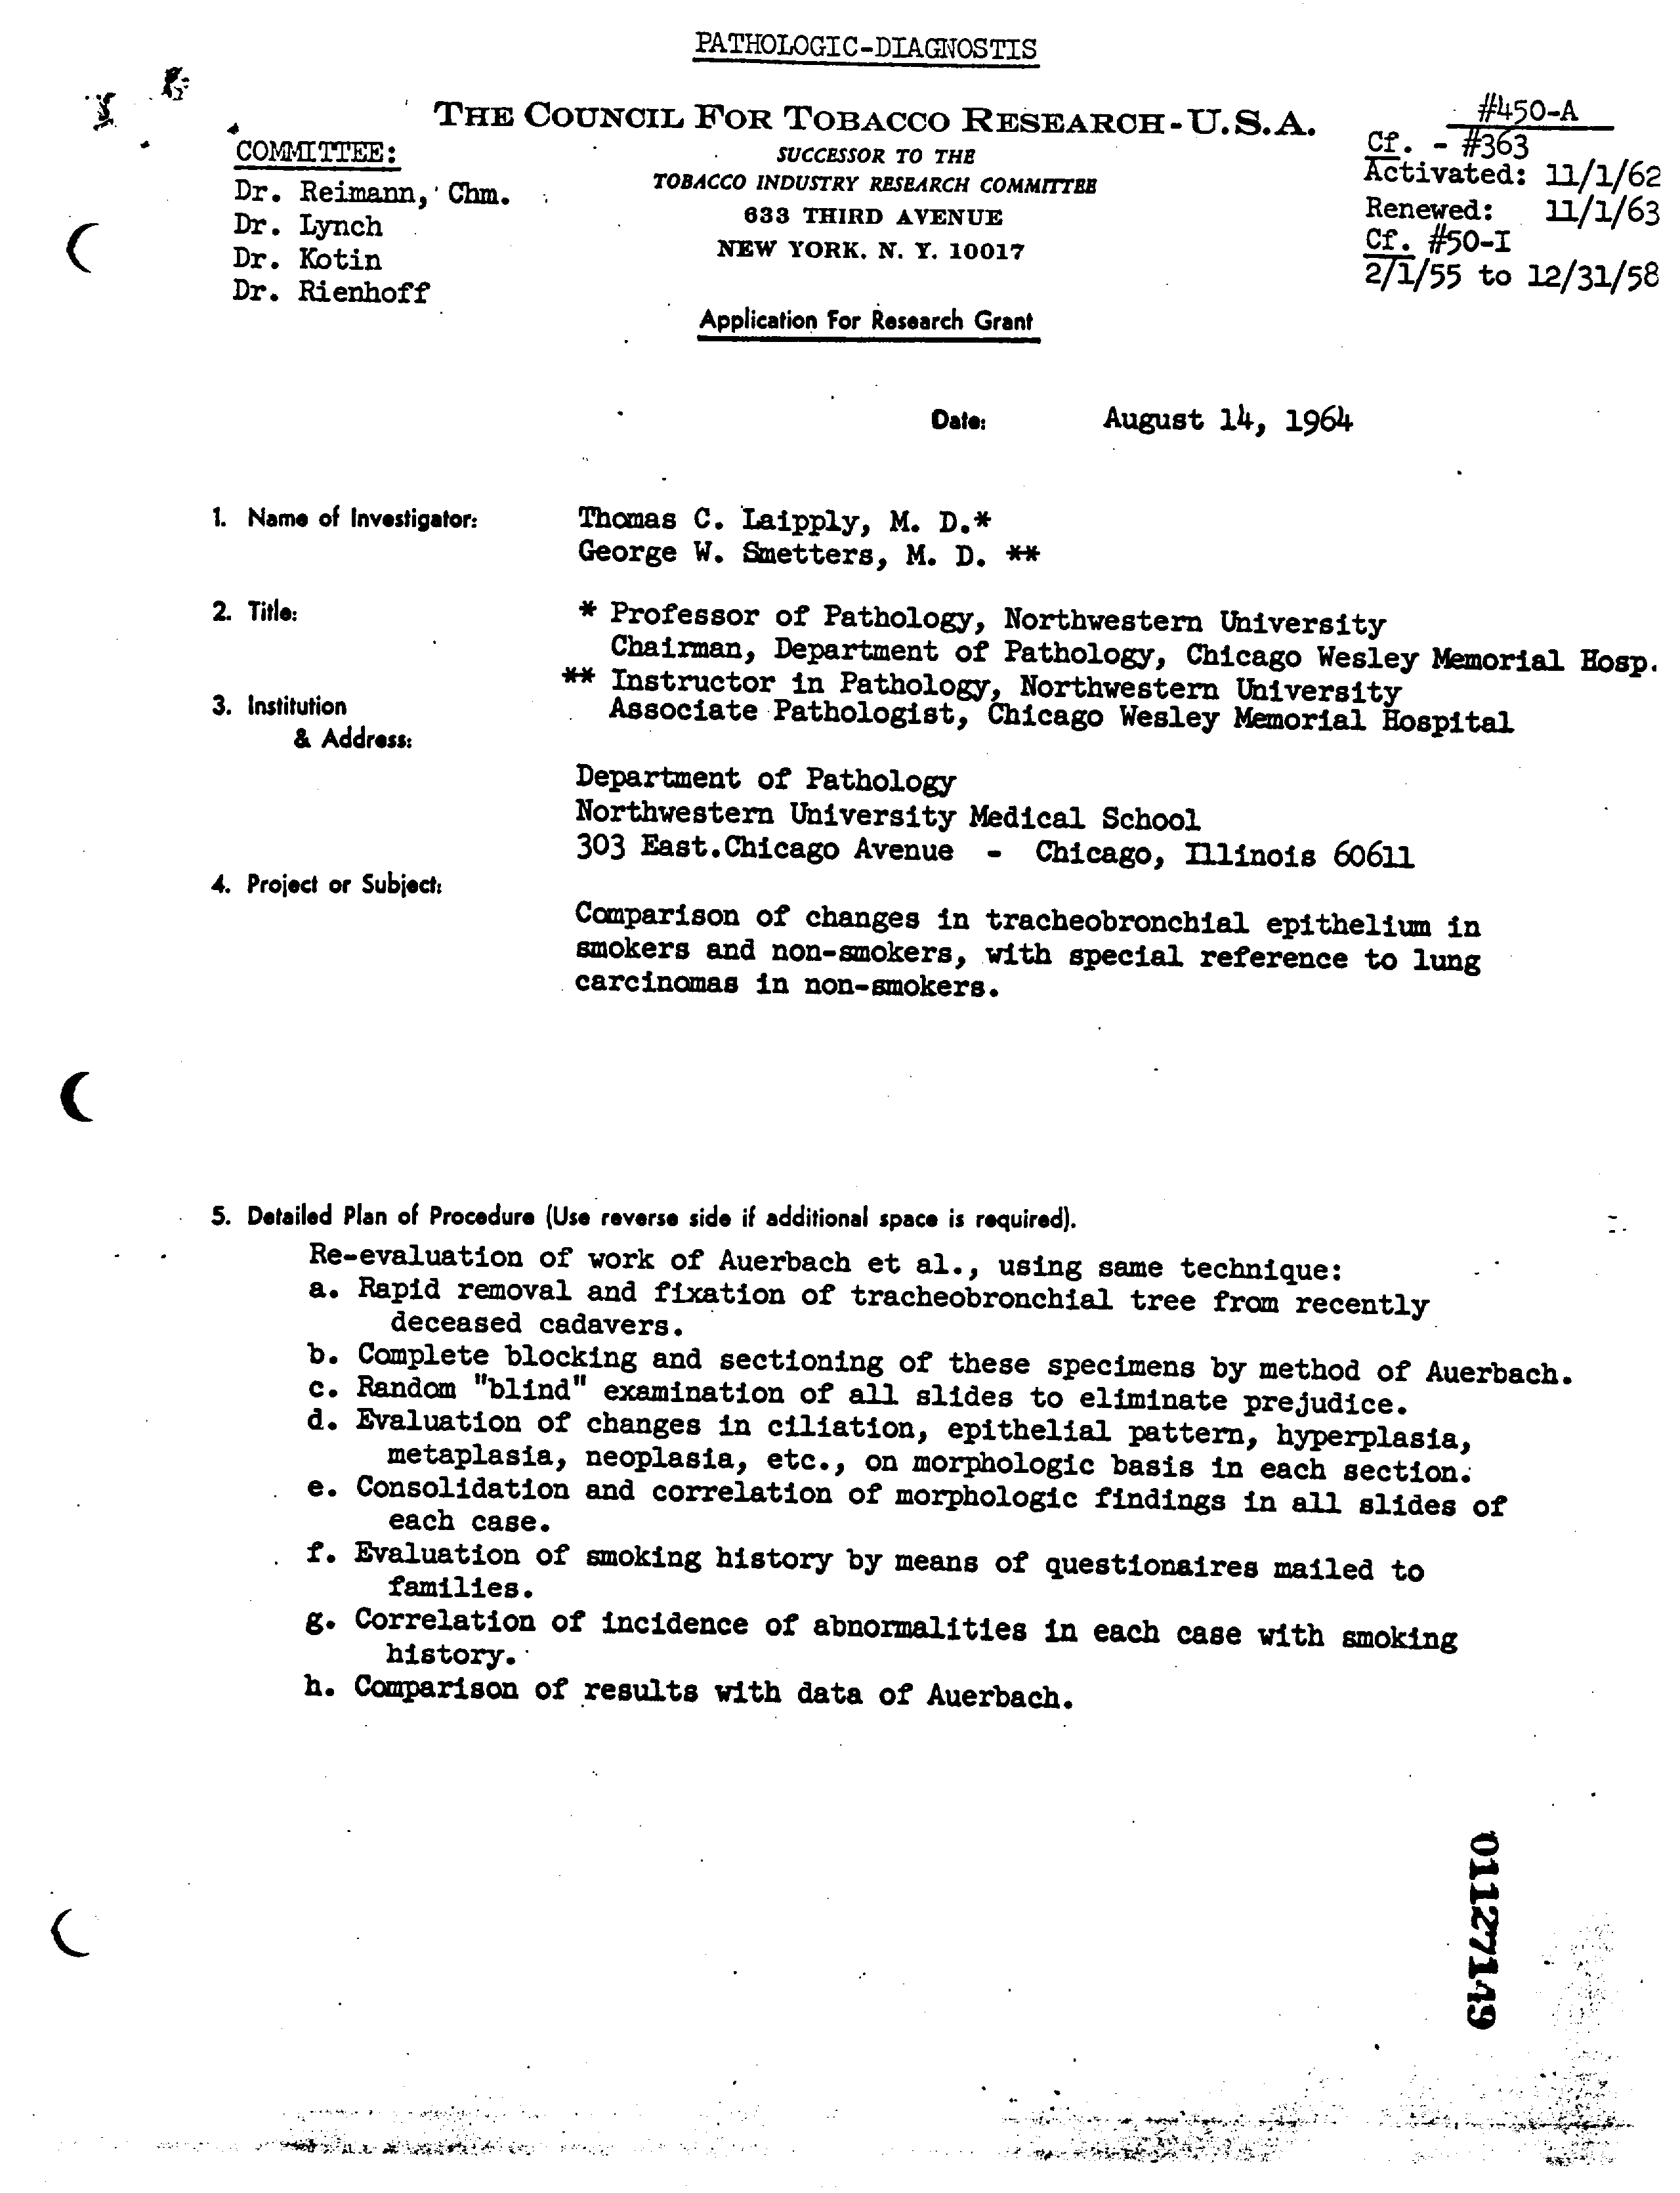 PATHOLOGIC-DIAGNOSTIS
THE COUNCIL FOR TOBACCO RESEARCH-U.S.A.
SUCCESSOR TO THE
TOBACCO INDUSTRY RESEARCH COMMITTEE
633 THIRD AVENUE
NEW YORK, N. Y. 10017
COMMITTEE:
Dr. Reimann, Chm.
Dr. Lynch
Dr. Kotin
Dr. Rienhoff
#450-A
Cf. - #363
Activated: 11/1/62
Renewed: 11/1/63
Cf. #50-I
2/1/55 to 12/31/58
Application For Research Grant
Date: August 14, 1964
1. Name of Investigator: Thomas C. Laipply, M. D.*
George W. Smetters, M. D. **
2. Title: * Professor of Pathology, Northwestern University
Chairman, Department of Pathology, Chicago Wesley Memorial Hosp.
** Instructor in Pathology, Northwestern University
Associate Pathologist, Chicago Wesley Memorial Hospital
3. Institution
& Address:
Department of Pathology
Northwestern University Medical School
303 East.Chicago Avenue - Chicago, Illinois 60611
4. Project or Subject:
Comparison of changes in tracheobronchial epithelium in
smokers and non-smokers, with special reference to lung
carcinomas in non-smokers.
5. Detailed Plan of Procedure (Use reverse side if additional space is required).
Re-evaluation of work of Auerbach et al., using same technique:
a. Rapid removal and fixation of tracheobronchial tree from recently
deceased cadavers.
b. Complete blocking and sectioning of these specimens by method of Auerbach.
c. Random "blind" examination of all slides to eliminate prejudice.
d. Evaluation of changes in ciliation, epithelial pattern, hyperplasia,
metaplasia, neoplasia, etc., on morphologic basis in each section.
e. Consolidation and correlation of morphologic findings in all slides of
each case.
f. Evaluation of smoking history by means of questionaires mailed to
families.
g. Correlation of incidence of abnormalities in each case with smoking
history.
h. Comparison of results with data of Auerbach.
01127149